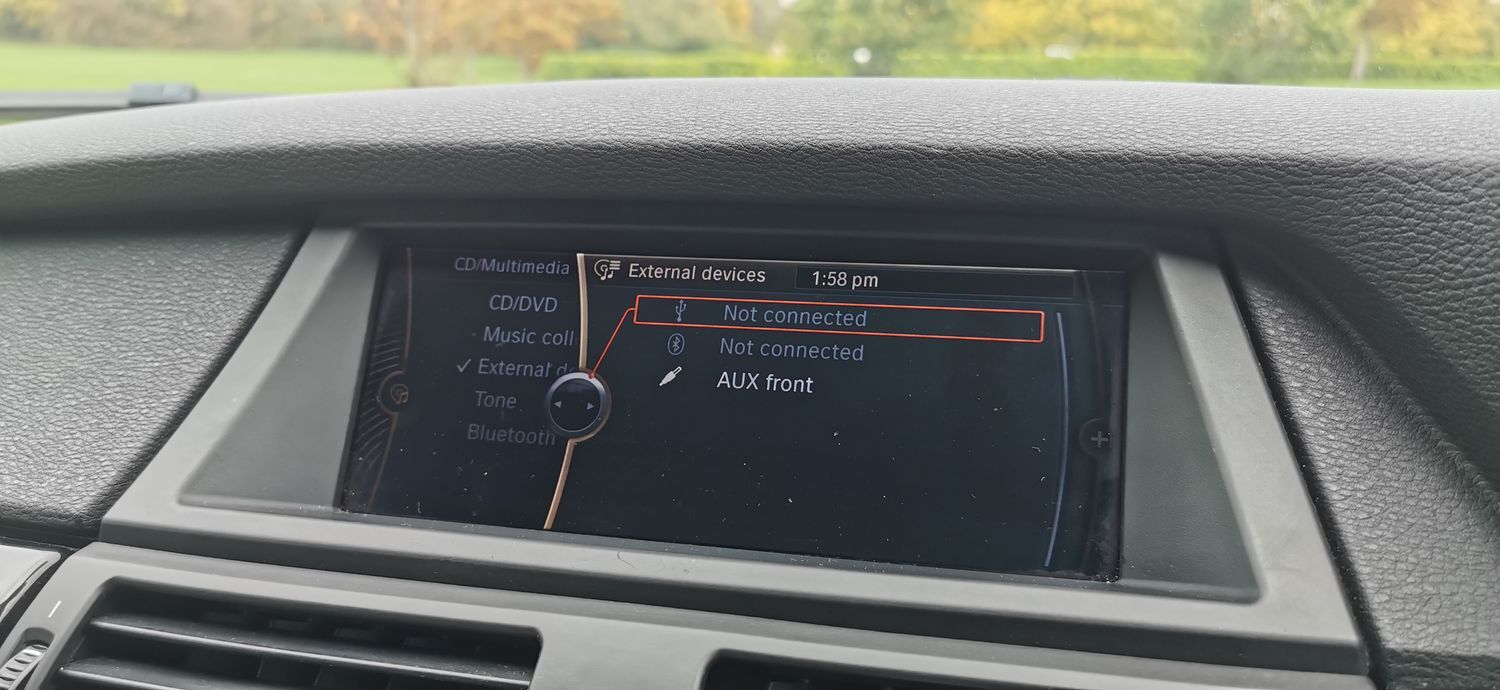 CD/Multimedia
CD/DVD
Music coll
✓ External d
Tone
Bluetooth
External devices 1:58 pm
Not connected
Not connected
AUX front